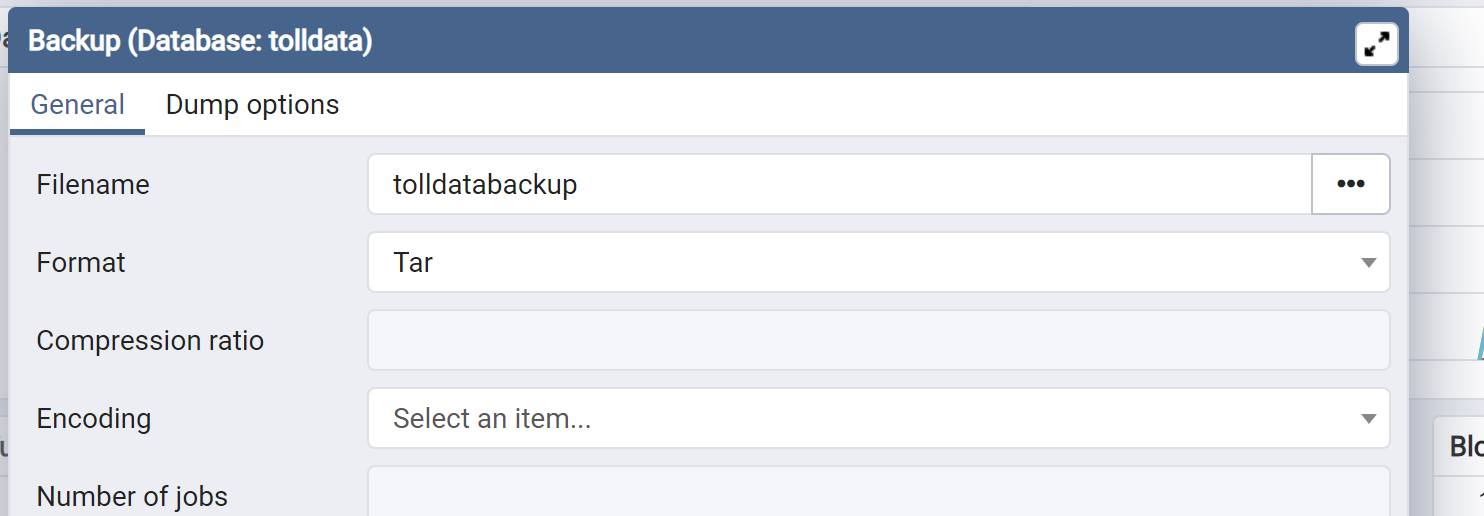 Backup (Database: tolldata)
General Dump options
Filename tolldatabackup •••
Format Tar
Compression ratio
Encoding Select an item...
Number of jobs